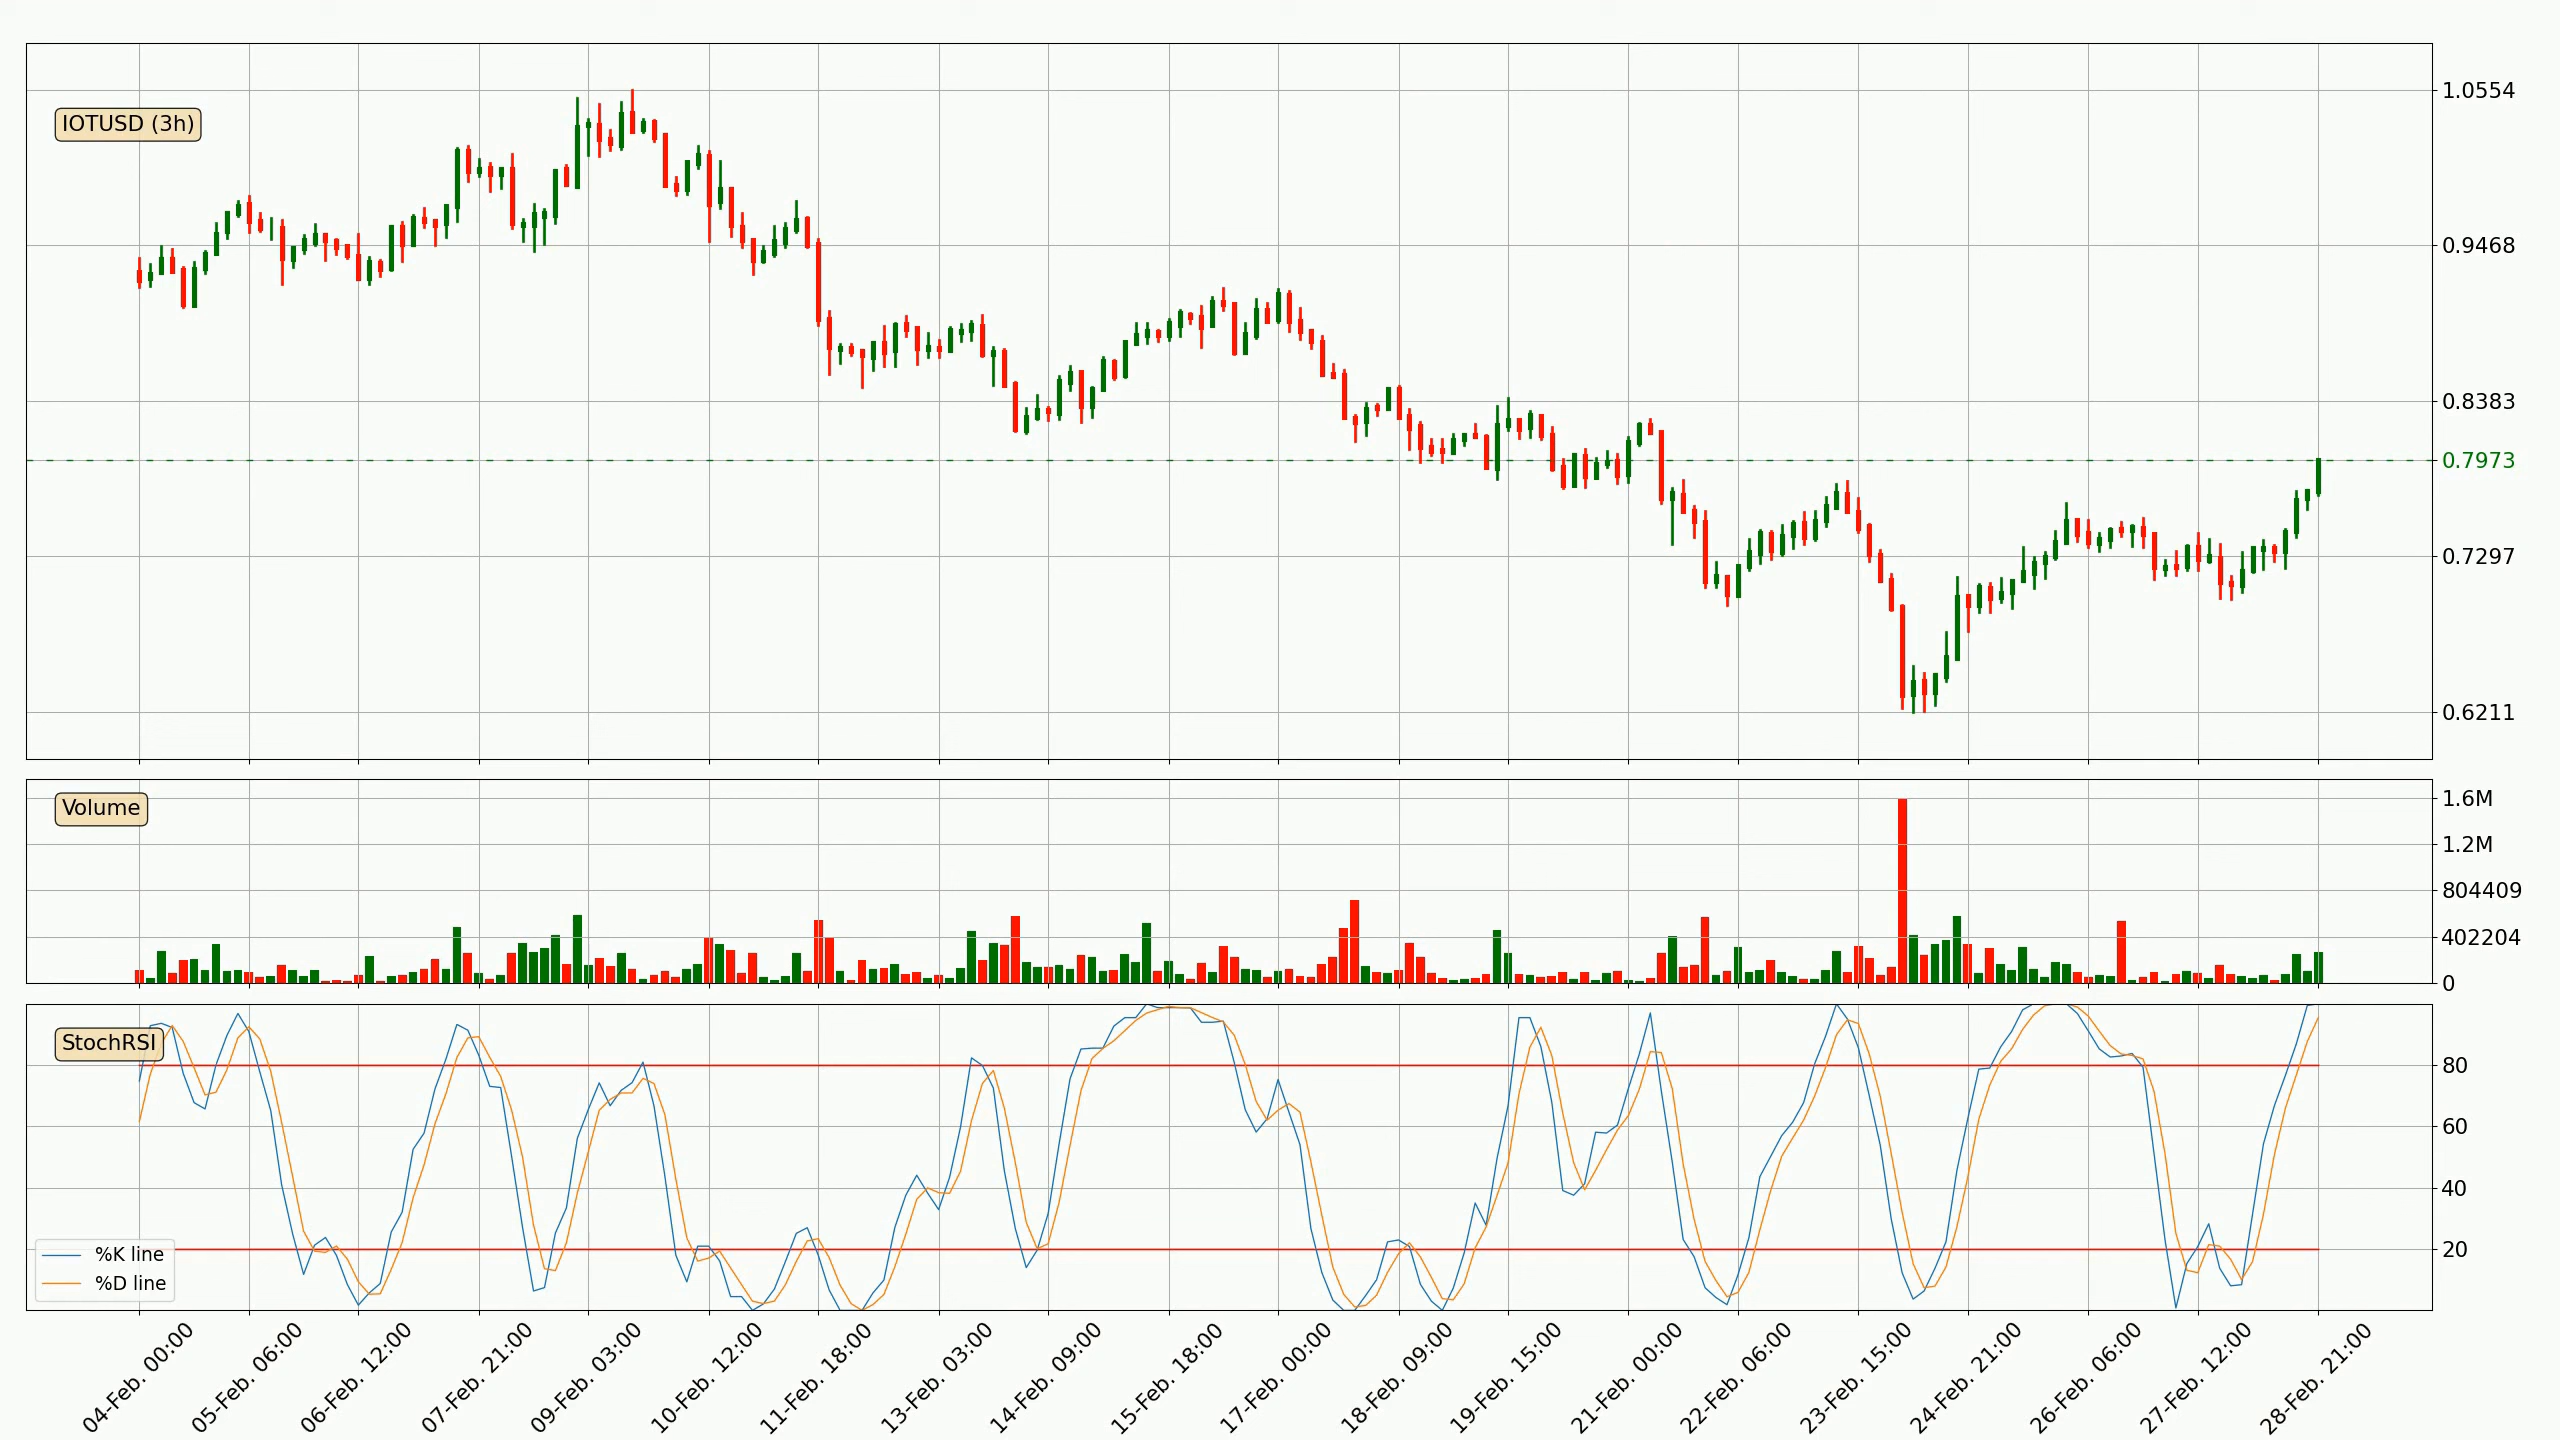 IOTUSD (3h)
1.0554
0.9468
0.8383
0.7973
0.7297
0.6211
Volume
1.6M
1.2M
804409
402204
0
StochRSI
80
60
40
20
%K line
%D line
04-Feb. 00:00
05-Feb. 06:00
06-Feb. 12:00
07-Feb. 21:00
09-Feb. 03:00
10-Feb. 12:00
11-Feb. 18:00
13-Feb. 03:00
14-Feb. 09:00
15-Feb. 18:00
17-Feb. 00:00
18-Feb. 09:00
19-Feb. 15:00
21-Feb. 00:00
22-Feb. 06:00
23-Feb. 15:00
24-Feb. 21:00
26-Feb. 06:00
27-Feb. 12:00
28-Feb. 21:00